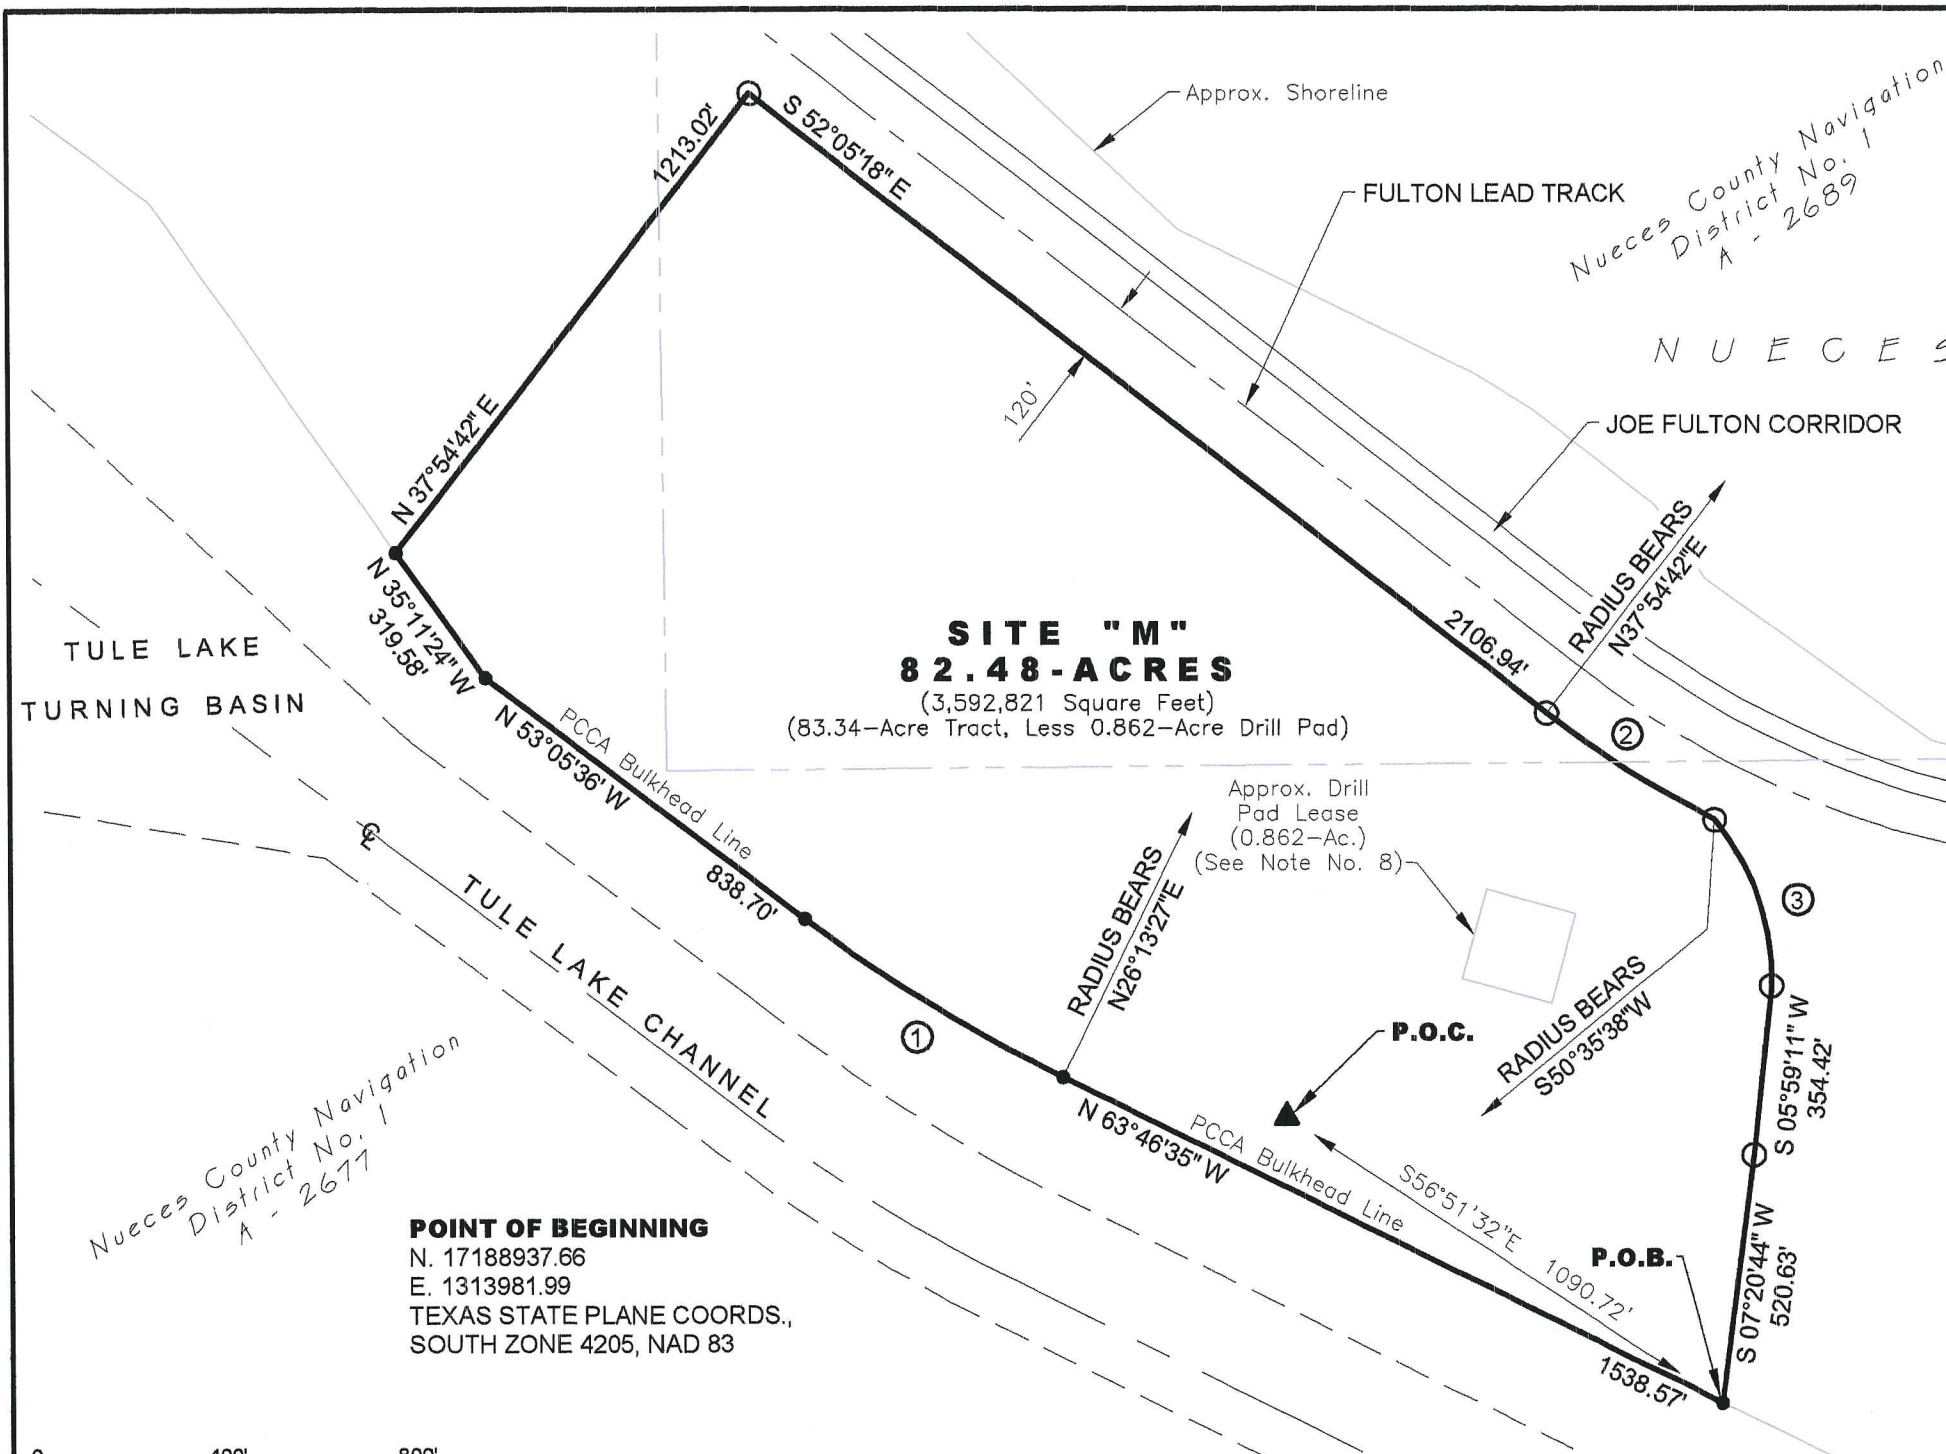 Approx. Shoreline
Nueces County Navigation
District No. 1
A - 2689
1213.02'
S 52°05'18" E
FULTON LEAD TRACK
N U E C E S
120'
N 37°54'42" E
JOE FULTON CORRIDOR
RADIUS BEARS
N37°54'42"E
N 35°11'24" W
319.58'
TULE LAKE
TURNING BASIN
SITE "M"
82.48-ACRES
(3,592,821 Square Feet)
(83.34-Acre Tract, Less 0.862-Acre Drill Pad)
2106.94'
2
N 53°05'36' W
PCCA Bulkhead Line
838.70'
Approx. Drill
Pad Lease
(0.862-Ac.)
(See Note No. 8)
RADIUS BEARS
N26°13'27"E
3
℄
TULE LAKE CHANNEL
1
RADIUS BEARS
S50°35'38"W
P.O.C.
S 05°59'11" W
354.42'
N 63°46'35" W
PCCA Bulkhead Line
S56°51'32"E 1090.72'
Nueces County Navigation
District No. 1
A - 2677
P.O.B.
S 07°20'44" W
520.63'
1538.57'
POINT OF BEGINNING
N. 17188937.66
E. 1313981.99
TEXAS STATE PLANE COORDS.,
SOUTH ZONE 4205, NAD 83
0 400' 800'